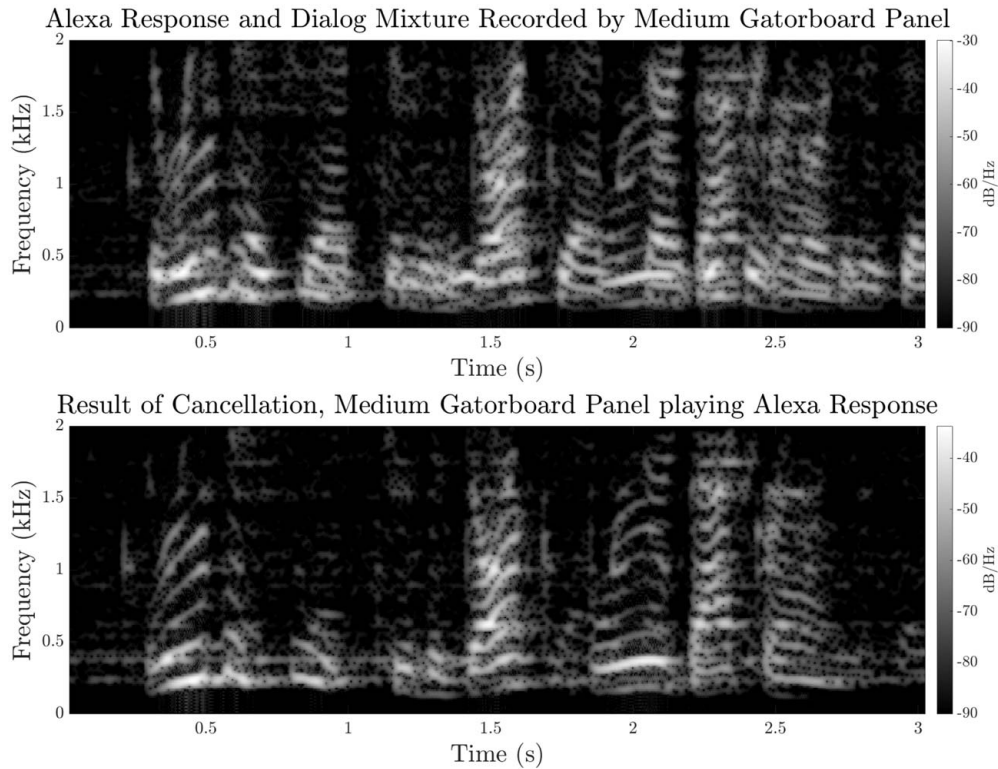 Alexa Response and Dialog Mixture Recorded by Medium Gatorboard Panel
2
1.5
1
0.5
0
Frequency (kHz)
0.5 1 1.5 2 2.5 3
Time (s)
-30
-40
-50
-60
-70
-80
-90
dB/Hz
Result of Cancellation, Medium Gatorboard Panel playing Alexa Response
2
1.5
1
0.5
0
Frequency (kHz)
0.5 1 1.5 2 2.5 3
Time (s)
-40
-50
-60
-70
-80
-90
dB/Hz